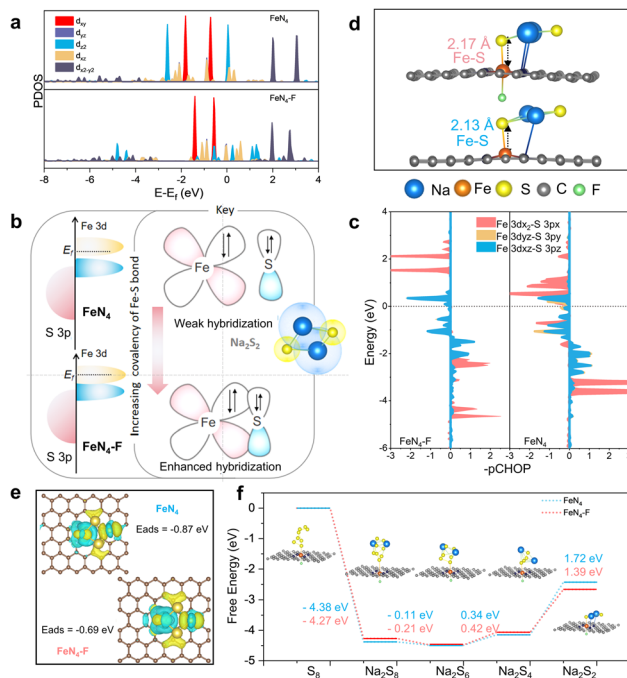 a
FeN4
dxy
dyz
dz2
dxz
dx2-y2
PDOS
FeN4-F
-8 -6 -4 -2 0 2 4
E-Ef (eV)
b
Key
Fe 3d
Ef
FeN4
S 3p
Fe
S
Weak hybridization
Na2S2
Increasing covalency of Fe-S bond
Fe 3d
Ef
FeN4-F
S 3p
Fe
S
Enhanced hybridization
d
2.17 Å
Fe-S
2.13 Å
Fe-S
Na Fe S C F
c
Fe 3dx2-S 3px
Fe 3dyz-S 3py
Fe 3dxz-S 3pz
Energy (eV)
4
2
0
-2
-4
-6
FeN4-F
FeN4
-3 -2 -1 0 1 2 -3 -2 -1 0 1 2 3
-pCHOP
e
FeN4
Eads = -0.87 eV
Eads = -0.69 eV
FeN4-F
f
FeN4
FeN4-F
Free Energy (eV)
1
0
-1
-2
-3
-4
-5
- 4.38 eV
- 4.27 eV
-0.11 eV
-0.21 eV
0.34 eV
0.42 eV
1.72 eV
1.39 eV
S8 Na2S8 Na2S6 Na2S4 Na2S2